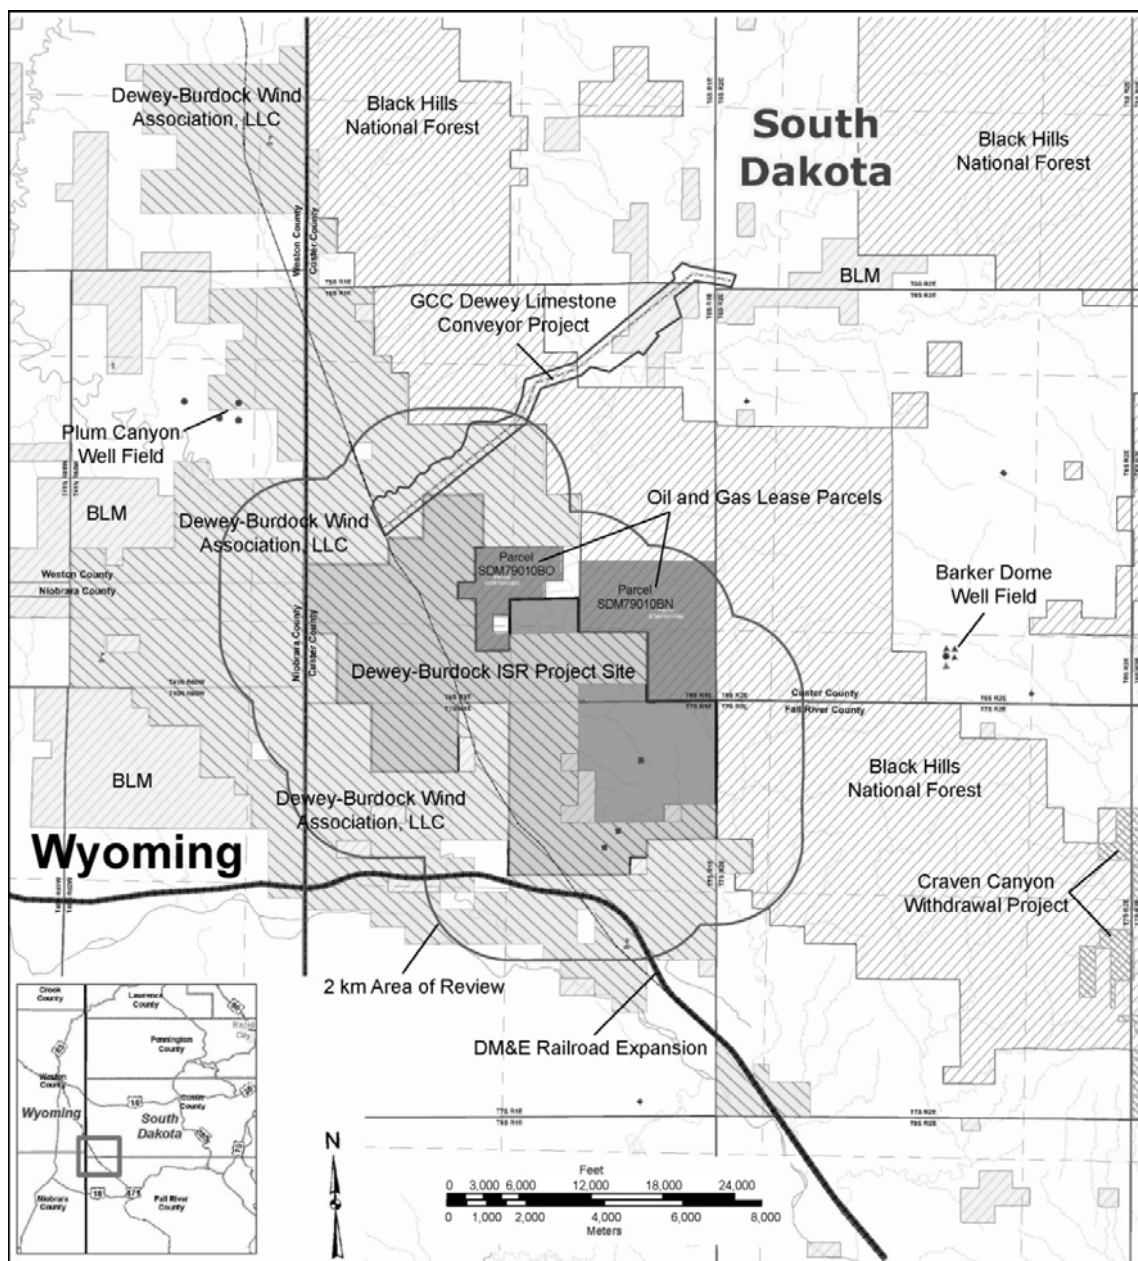 Dewey-Burdock Wind
Association, LLC
Black Hills
National Forest
South
Dakota
Black Hills
National Forest
Weston County
Custer County
BLM
GCC Dewey Limestone
Conveyor Project
Plum Canyon
Well Field
Oil and Gas Lease Parcels
BLM
Dewey-Burdock Wind
Association, LLC
Parcel
SDM79010BO
Parcel
SDM79010BN
Barker Dome
Well Field
Weston County
Niobrara County
Niobrara County
Custer County
Dewey-Burdock ISR Project Site
Custer County
Fall River County
BLM
Black Hills
National Forest
Dewey-Burdock Wind
Association, LLC
Wyoming
Craven Canyon
Withdrawal Project
2 km Area of Review
DM&E Railroad Expansion
Crook
County
Lawrence
County
Pennington
County
Weston
County
Custer
County
Wyoming
South
Dakota
Niobrara
County
Fall River
County
N
Feet
0 3,000 6,000 12,000 18,000 24,000
0 1,000 2,000 4,000 6,000 8,000
Meters